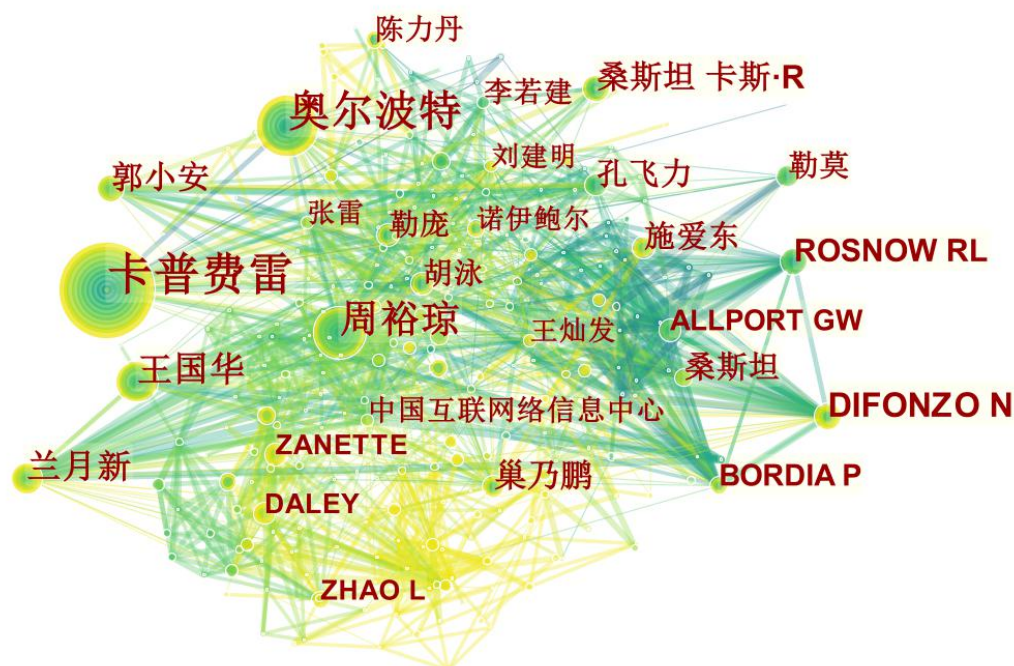 陈力丹
桑斯坦 卡斯·R
奥尔波特
李若建
刘建明
勒莫
郭小安
孔飞力
张雷
勒庞
诺伊鲍尔
施爱东
卡普费雷
胡泳
ROSNOW RL
周裕琼
王灿发
ALLPORT GW
王国华
桑斯坦
中国互联网络信息中心
DIFONZO N
ZANETTE
兰月新
巢乃鹏
BORDIA P
DALEY
ZHAO L